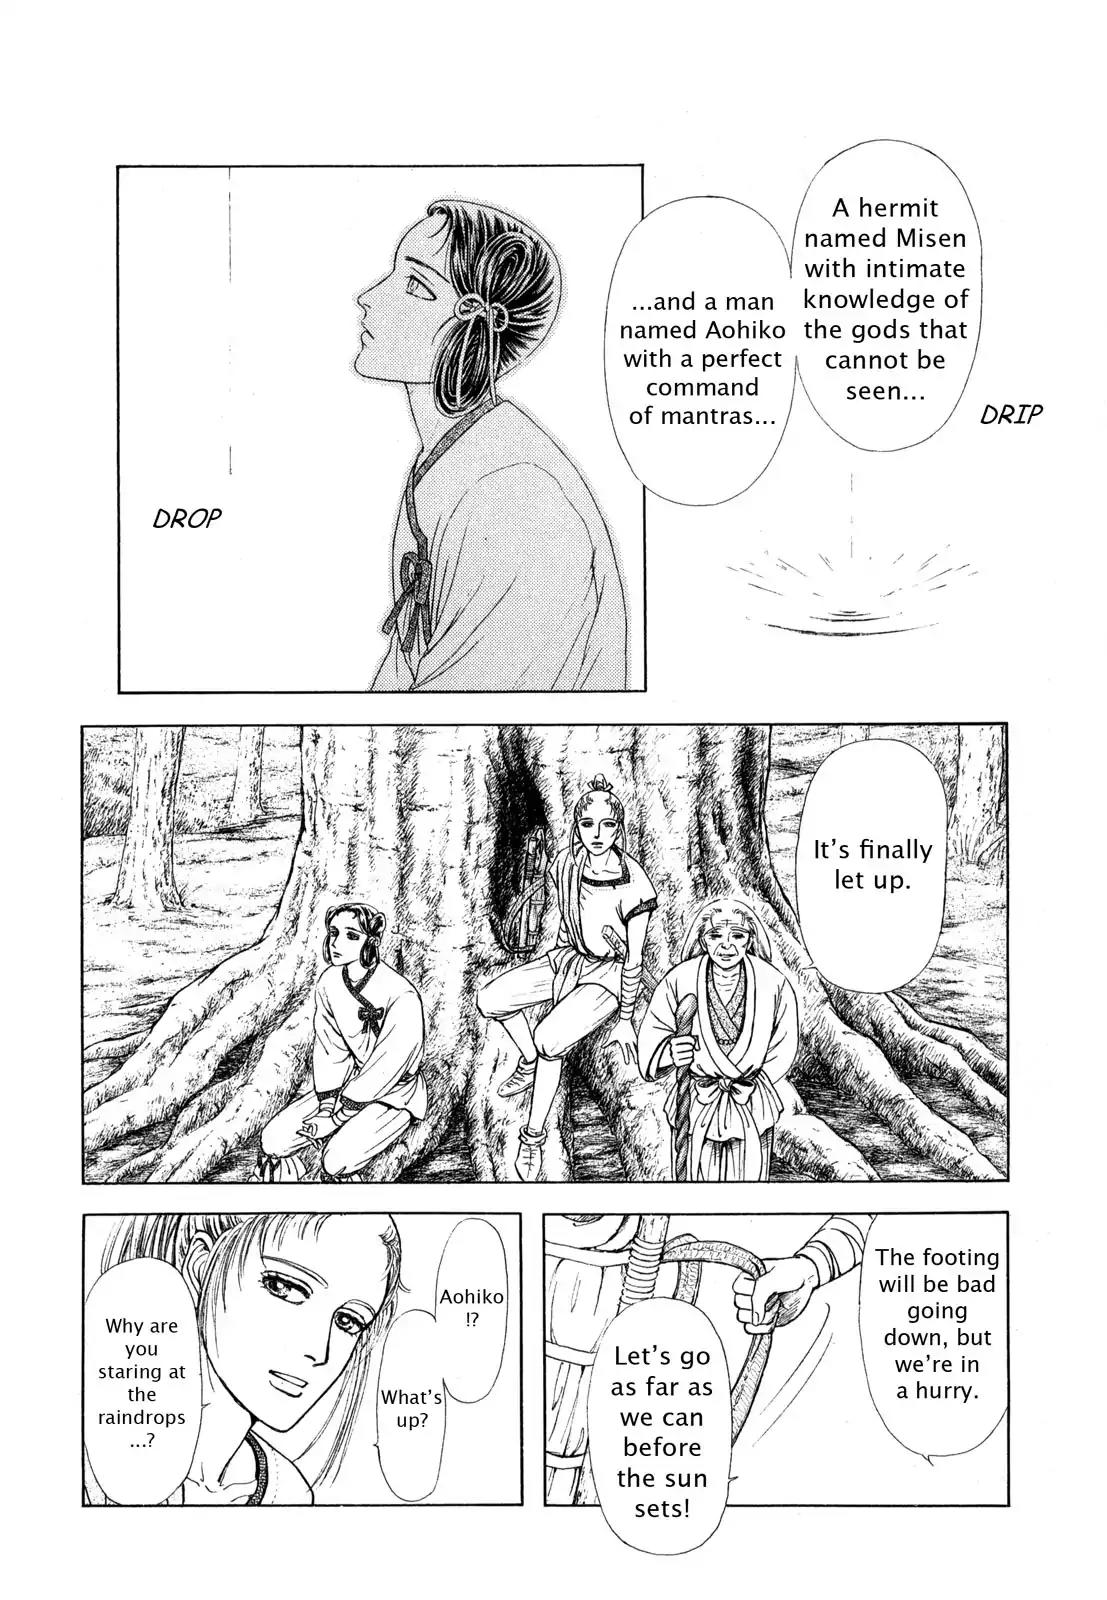 A hermit
named Misen
with intimate
knowledge of
the gods that
cannot be
seen...
...and a man
named Aohiko
with a perfect
command
of mantras...
DRIP
DROP
It's finally
let up.
The footing
will be bad
going
down, but
we're in
a hurry.
Let's go
as far as
we can
before
the sun
sets!
Aohiko
!?
What's
up?
Why are
you
staring at
the
raindrops
...?